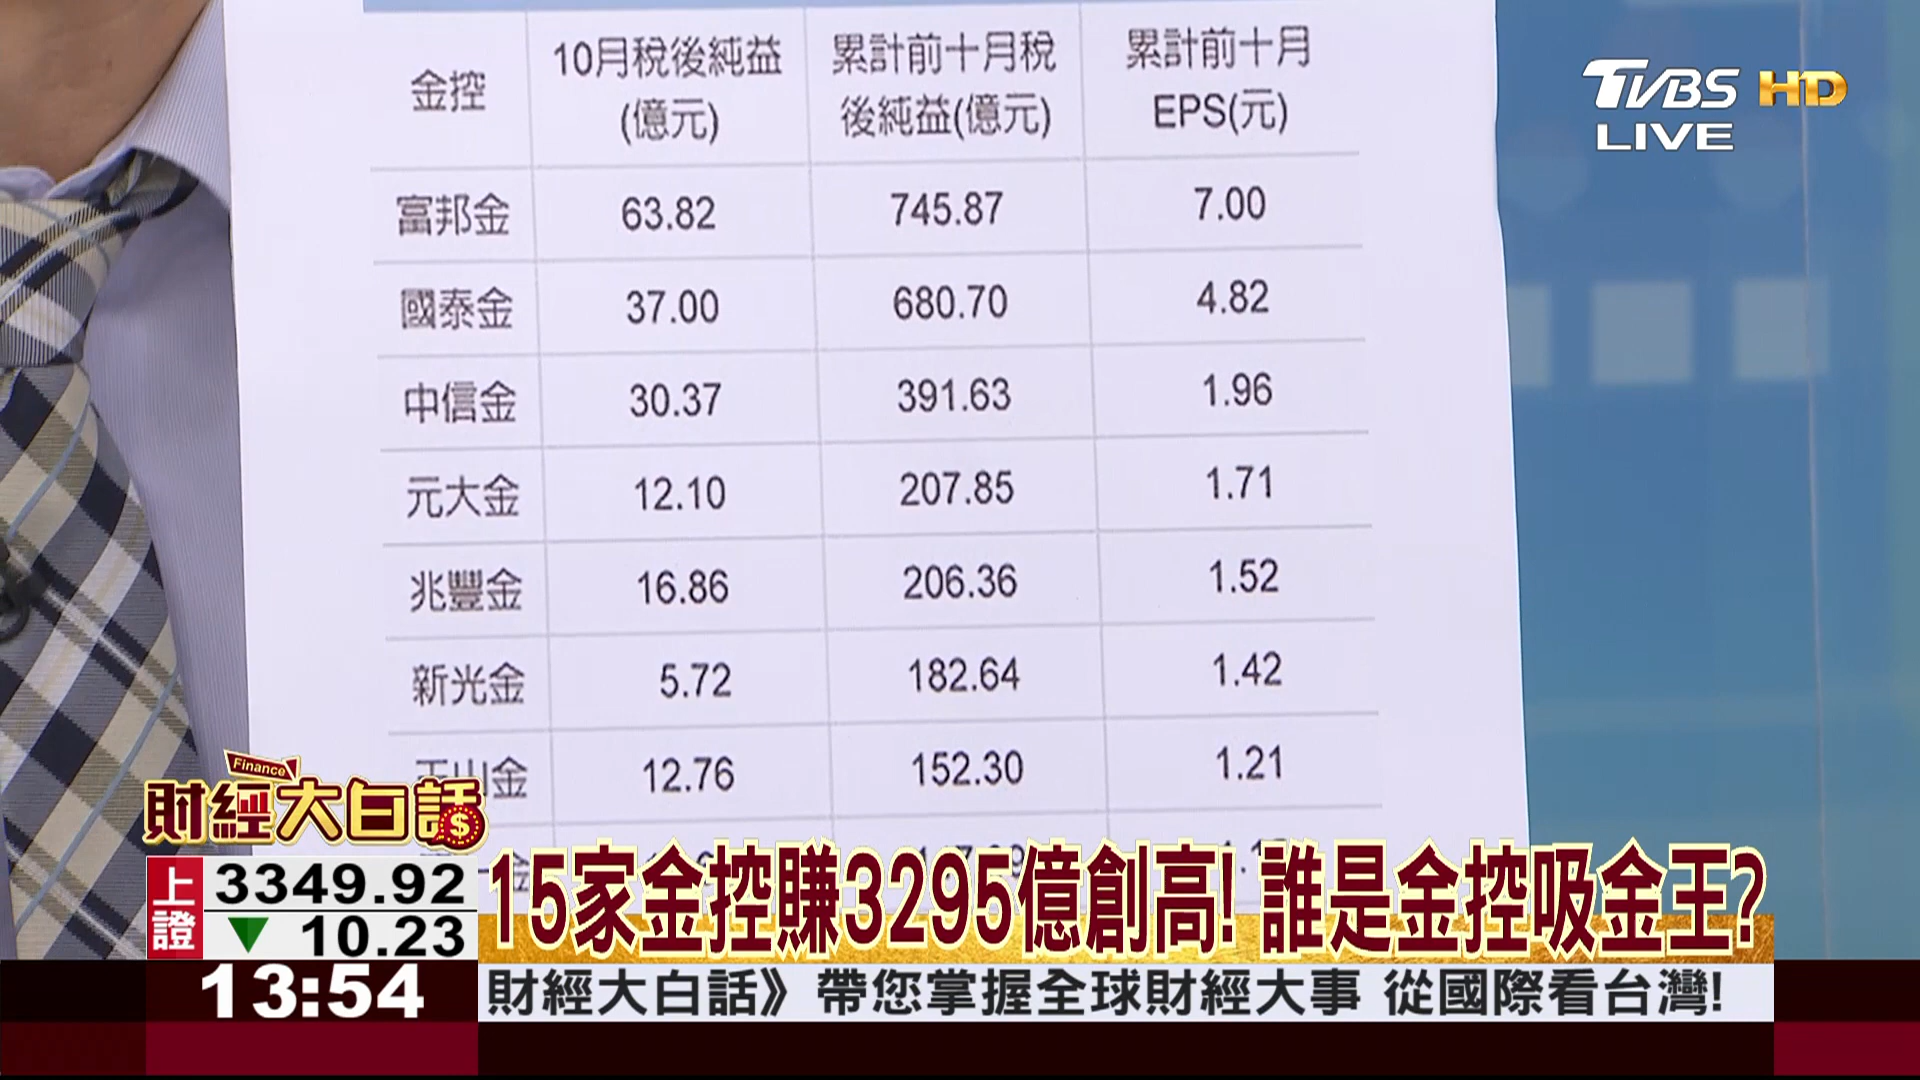 TVBS HD
LIVE
金控 10月稅後純益(億元) 累計前十月稅後純益(億元) 累計前十月EPS(元)
富邦金 63.82 745.87 7.00
國泰金 37.00 680.70 4.82
中信金 30.37 391.63 1.96
元大金 12.10 207.85 1.71
兆豐金 16.86 206.36 1.52
新光金 5.72 182.64 1.42
玉山金 12.76 152.30 1.21
Finance
財經大白話
上證 3349.92
▼ 10.23
15家金控賺3295億創高! 誰是金控吸金王?
13:54
財經大白話》帶您掌握全球財經大事 從國際看台灣!